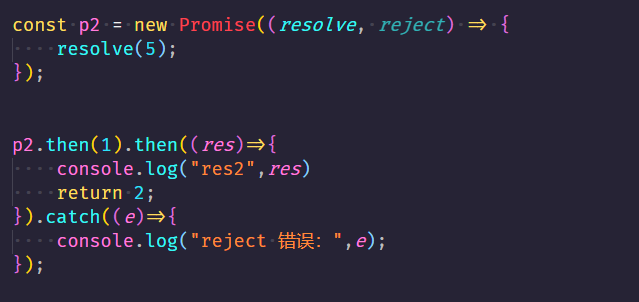 const p2 = new Promise((resolve, reject) => {
    resolve(5);
});
p2.then(1).then((res)=>{
    console.log("res2",res)
    return 2;
}).catch((e)=>{
    console.log("reject 错误：",e);
});